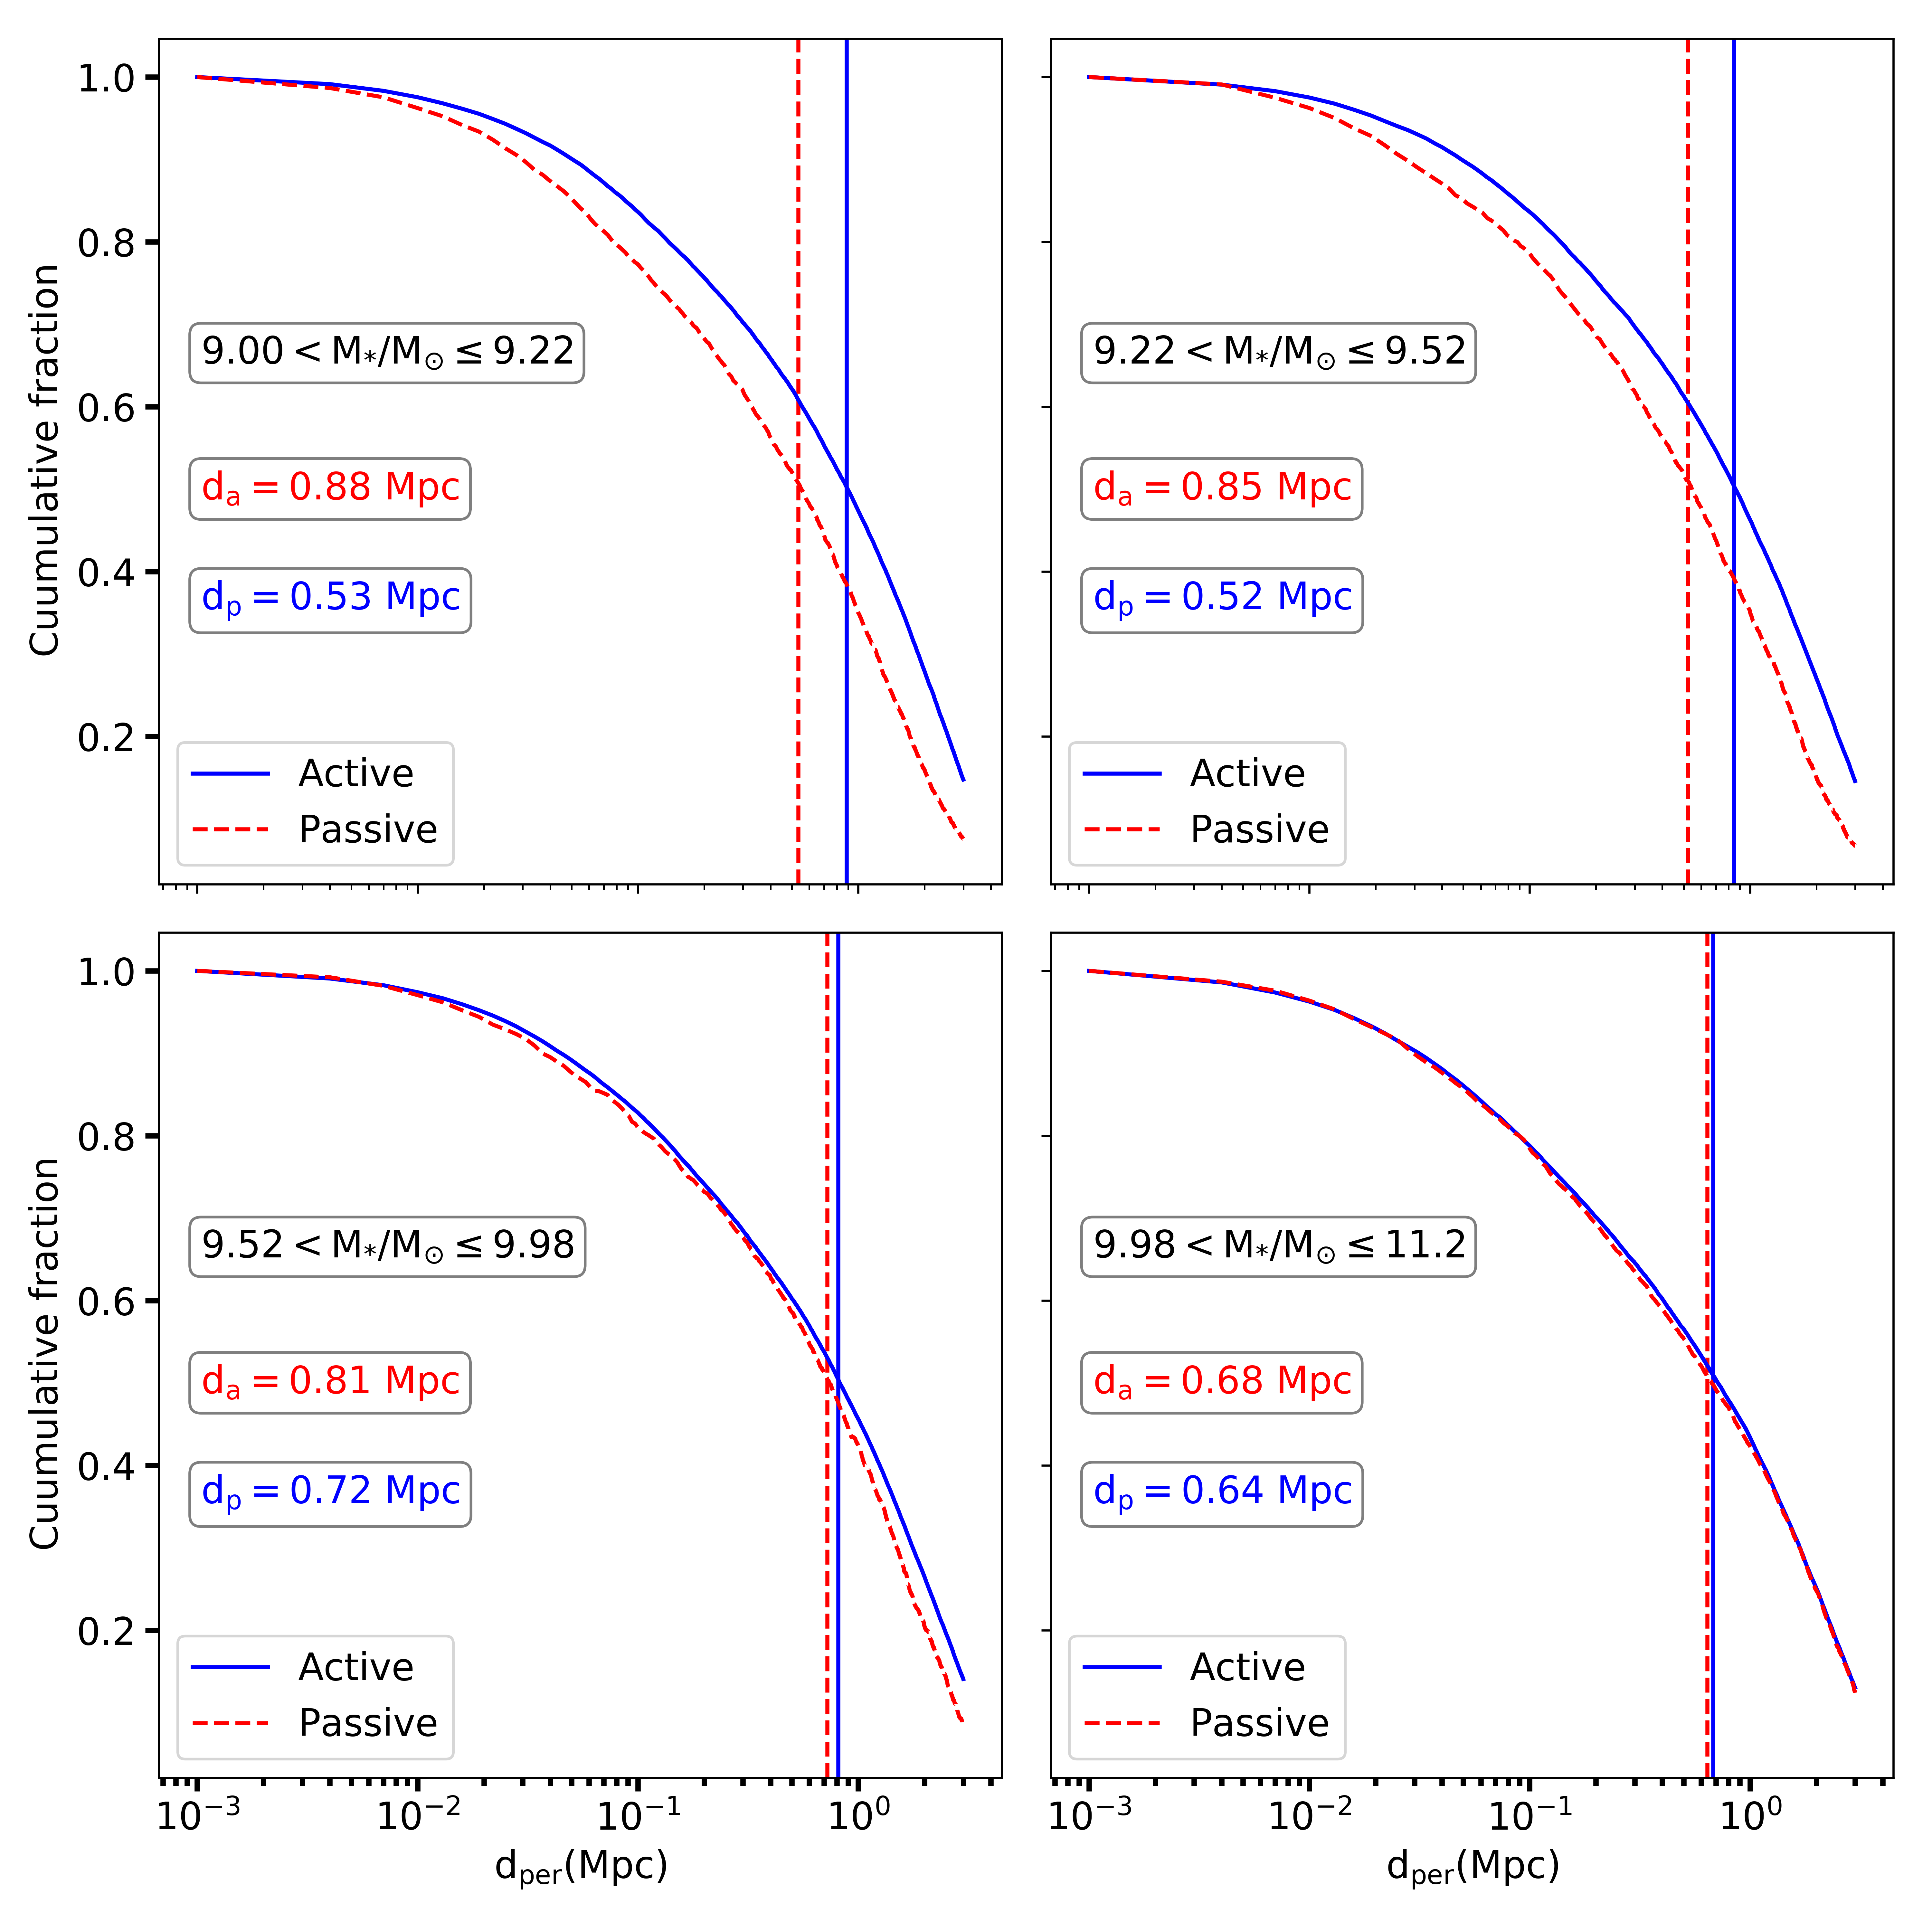 Cuumulative fraction
1.0
0.8
0.6
0.4
0.2
9.00 < M*/M⊙ ≤ 9.22
dₐ = 0.88 Mpc
dₚ = 0.53 Mpc
Active
Passive
9.22 < M*/M⊙ ≤ 9.52
dₐ = 0.85 Mpc
dₚ = 0.52 Mpc
Active
Passive
Cuumulative fraction
1.0
0.8
0.6
0.4
0.2
9.52 < M*/M⊙ ≤ 9.98
dₐ = 0.81 Mpc
dₚ = 0.72 Mpc
Active
Passive
10⁻³ 10⁻² 10⁻¹ 10⁰
d_per(Mpc)
9.98 < M*/M⊙ ≤ 11.2
dₐ = 0.68 Mpc
dₚ = 0.64 Mpc
Active
Passive
10⁻³ 10⁻² 10⁻¹ 10⁰
d_per(Mpc)